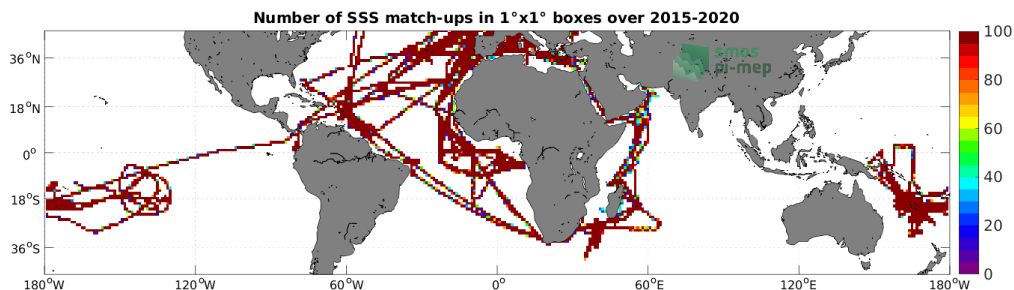 Number of SSS match-ups in 1°x1° boxes over 2015-2020
smos
pi-mep
36°N
18°N
0°
18°S
36°S
180°W
120°W
60°W
0°
60°E
120°E
180°W
100
80
60
40
20
0